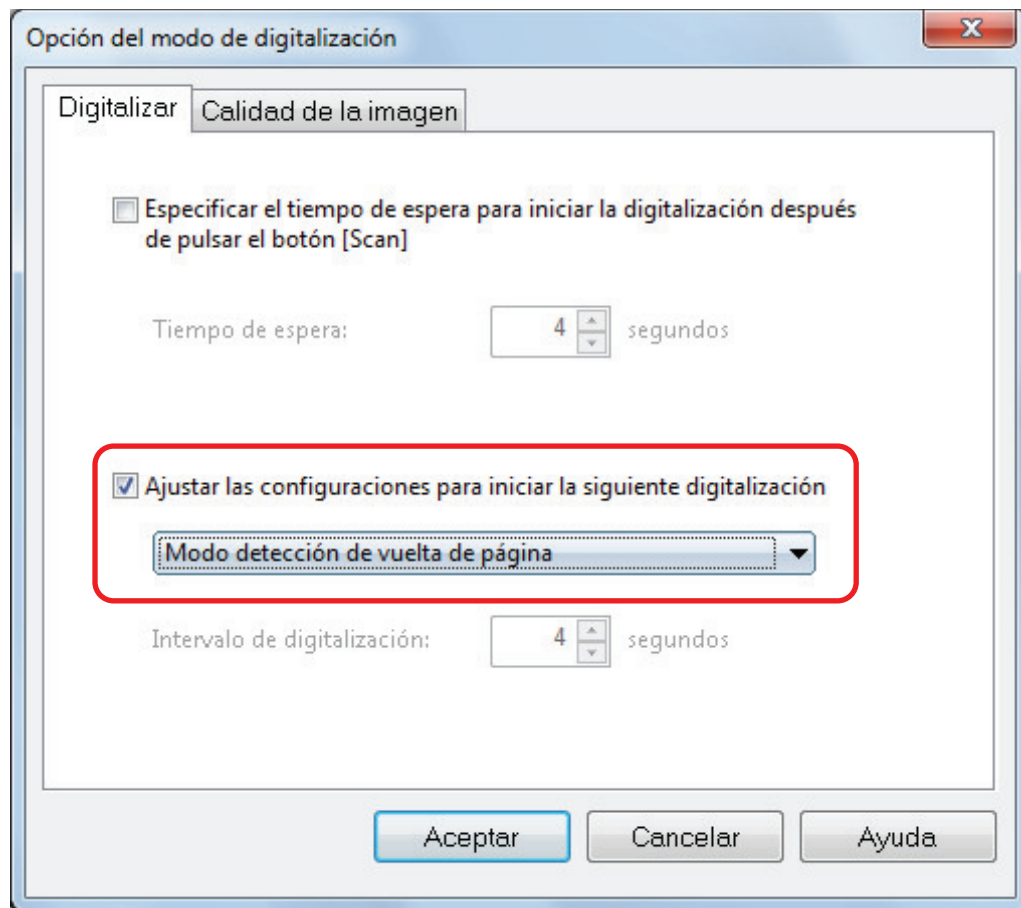 Opción del modo de digitalización
Digitalizar
Calidad de la imagen
Especificar el tiempo de espera para iniciar la digitalización después
de pulsar el botón [Scan]
Tiempo de espera: 4 segundos
Ajustar las configuraciones para iniciar la siguiente digitalización
Modo detección de vuelta de página
Intervalo de digitalización: 4 segundos
Aceptar
Cancelar
Ayuda